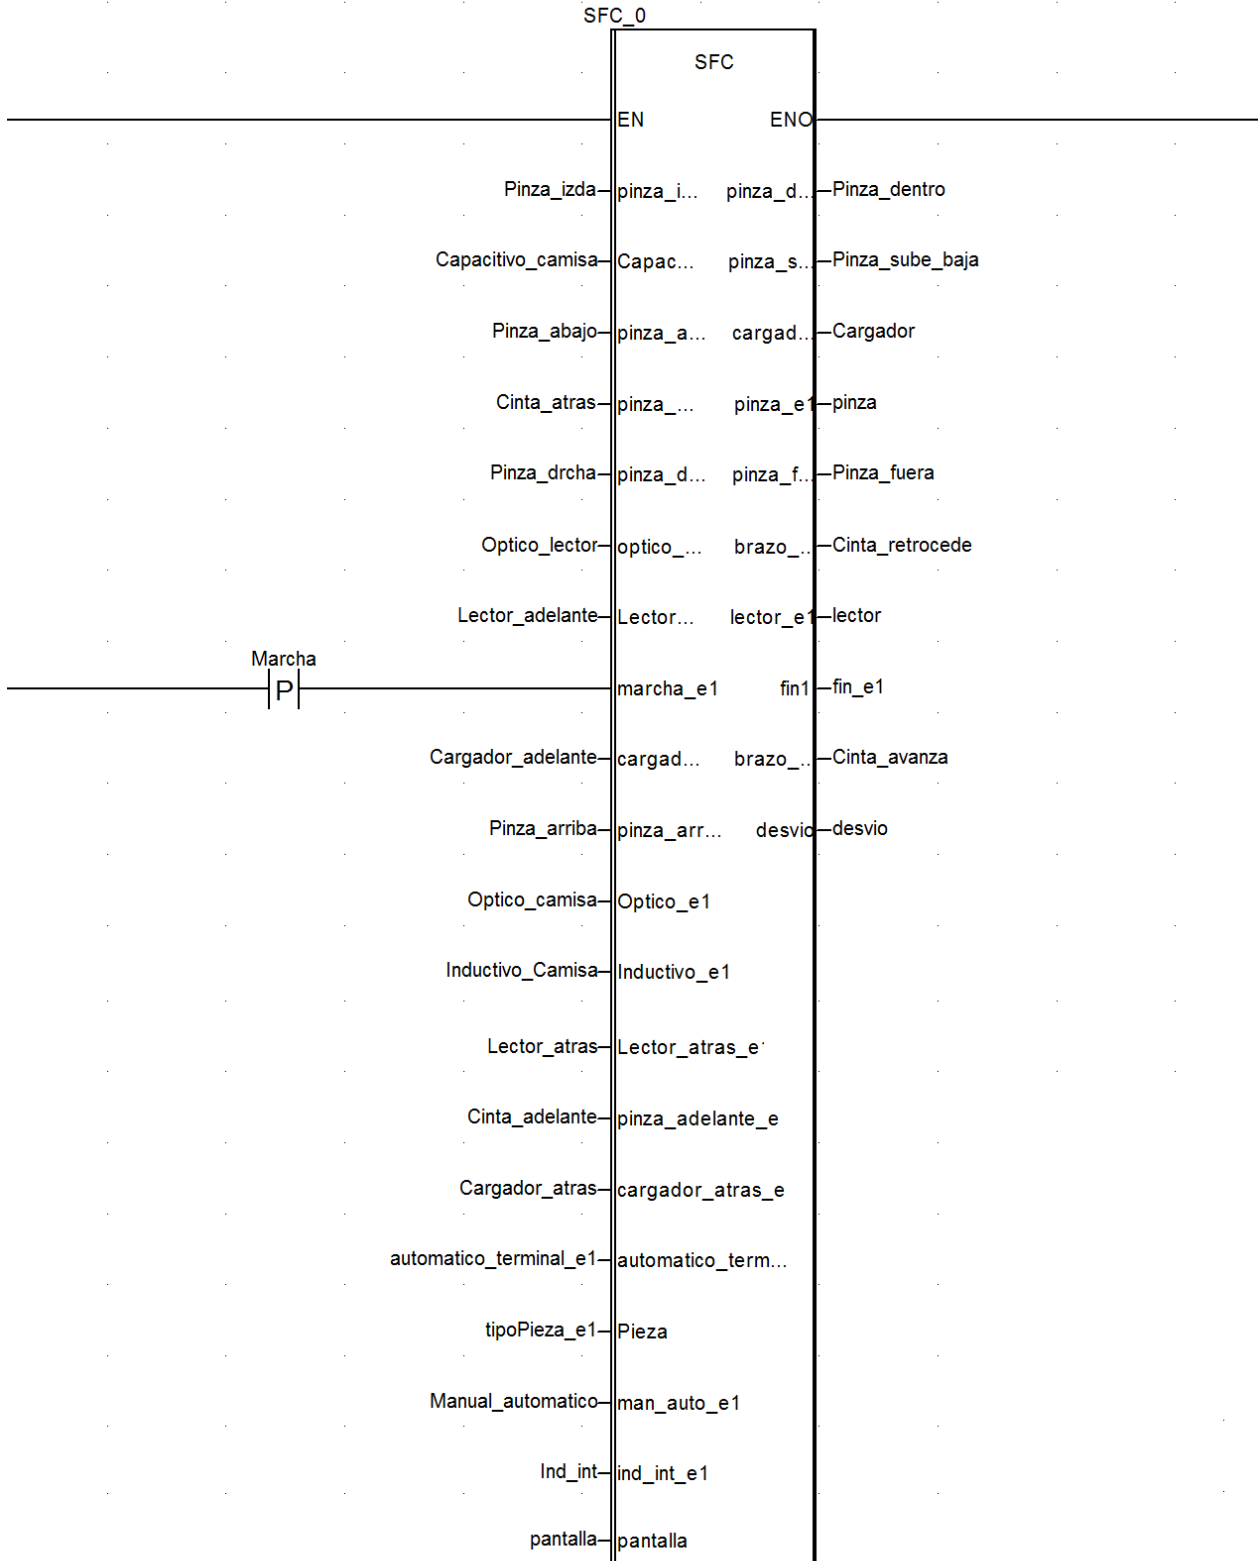 SFC_0
SFC
EN ENO
Pinza_izda pinza_i... pinza_d... Pinza_dentro
Capacitivo_camisa Capac... pinza_s... Pinza_sube_baja
Pinza_abajo pinza_a... cargad... Cargador
Cinta_atras pinza_... pinza_e1 pinza
Pinza_drcha pinza_d... pinza_f... Pinza_fuera
Optico_lector optico_... brazo_... Cinta_retrocede
Lector_adelante Lector... lector_e1 lector
Marcha
P marcha_e1 fin1 fin_e1
Cargador_adelante cargad... brazo_... Cinta_avanza
Pinza_arriba pinza_arr... desvio desvio
Optico_camisa Optico_e1
Inductivo_Camisa Inductivo_e1
Lector_atras Lector_atras_e1
Cinta_adelante pinza_adelante_e
Cargador_atras cargador_atras_e
automatico_terminal_e1 automatico_term...
tipoPieza_e1 Pieza
Manual_automatico man_auto_e1
Ind_int ind_int_e1
pantalla pantalla